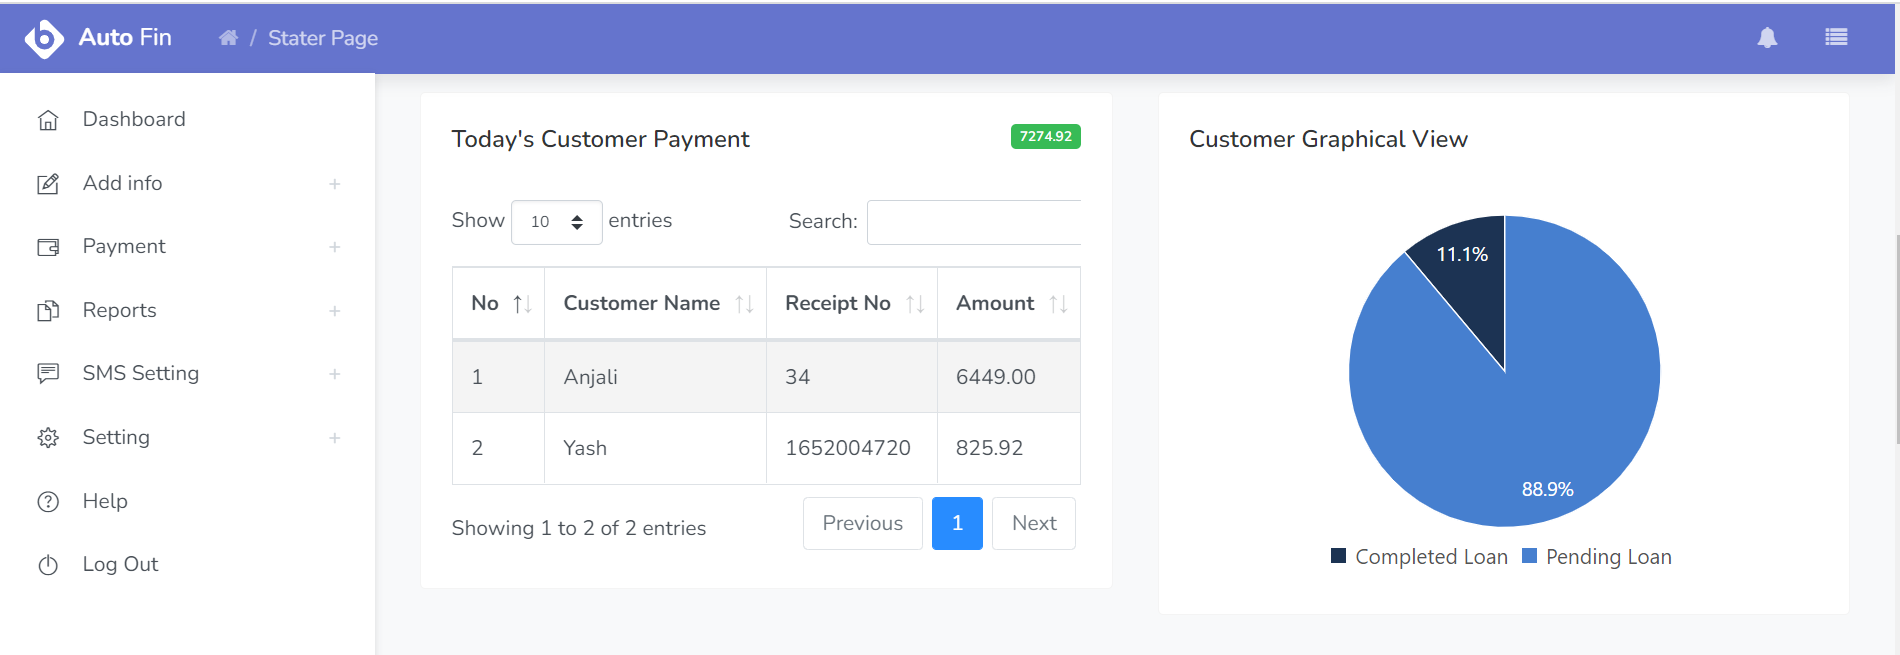 Auto Fin / Stater Page
Dashboard
Add info +
Payment +
Reports +
SMS Setting +
Setting +
Help
Log Out
Today's Customer Payment 7274.92
Show 10 entries Search:
No Customer Name Receipt No Amount
1 Anjali 34 6449.00
2 Yash 1652004720 825.92
Showing 1 to 2 of 2 entries Previous 1 Next
Customer Graphical View
11.1%
88.9%
Completed Loan Pending Loan